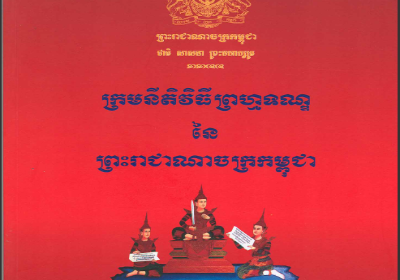 ព្រះរាជាណាចក្រកម្ពុជា
ជាតិ សាសនា ព្រះមហាក្សត្រ
ក្រមនីតិវិធីព្រហ្មទណ្ឌ
នៃ
ព្រះរាជាណាចក្រកម្ពុជា